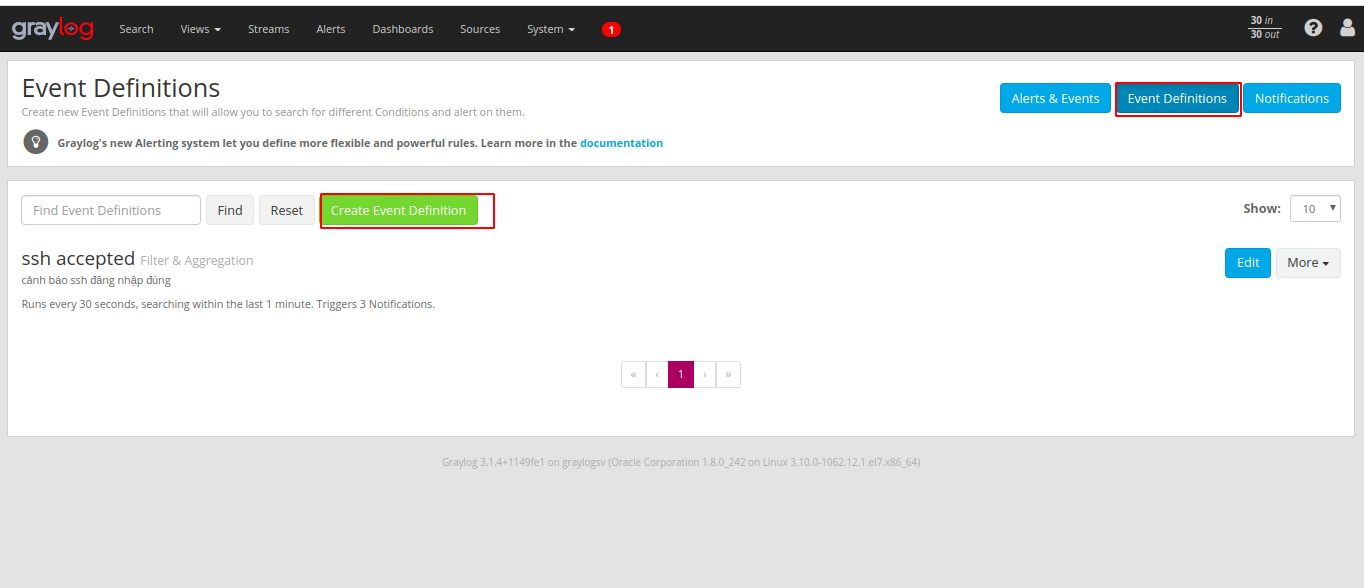 graylog Search Views Streams Alerts Dashboards Sources System 1 30 in
30 out
Event Definitions
Create new Event Definitions that will allow you to search for different Conditions and alert on them.
Graylog's new Alerting system let you define more flexible and powerful rules. Learn more in the documentation
Alerts & Events Event Definitions Notifications
Find Event Definitions Find Reset Create Event Definition Show: 10
ssh accepted Filter & Aggregation
cảnh báo ssh đăng nhập đúng
Runs every 30 seconds, searching within the last 1 minute. Triggers 3 Notifications.
Edit More
« ‹ 1 › »
Graylog 3.1.4+1149fe1 on graylogsv (Oracle Corporation 1.8.0_242 on Linux 3.10.0-1062.12.1.el7.x86_64)